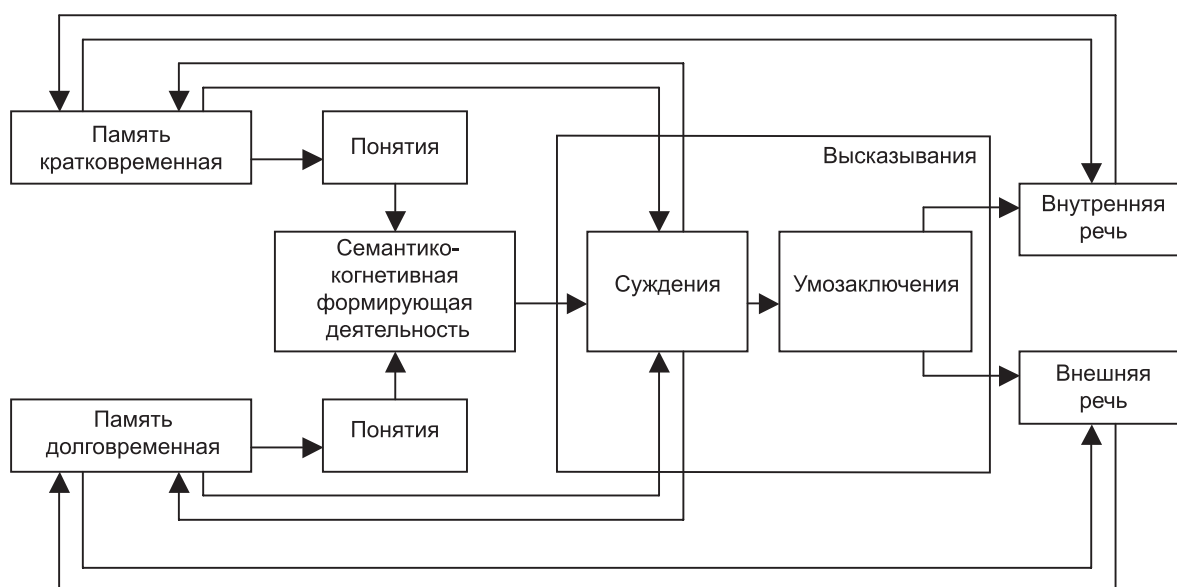 Память
кратковременная
Понятия
Высказывания
Внутренняя
речь
Семантико-
когнетивная
формирующая
деятельность
Суждения
Умозаключения
Внешняя
речь
Память
долговременная
Понятия